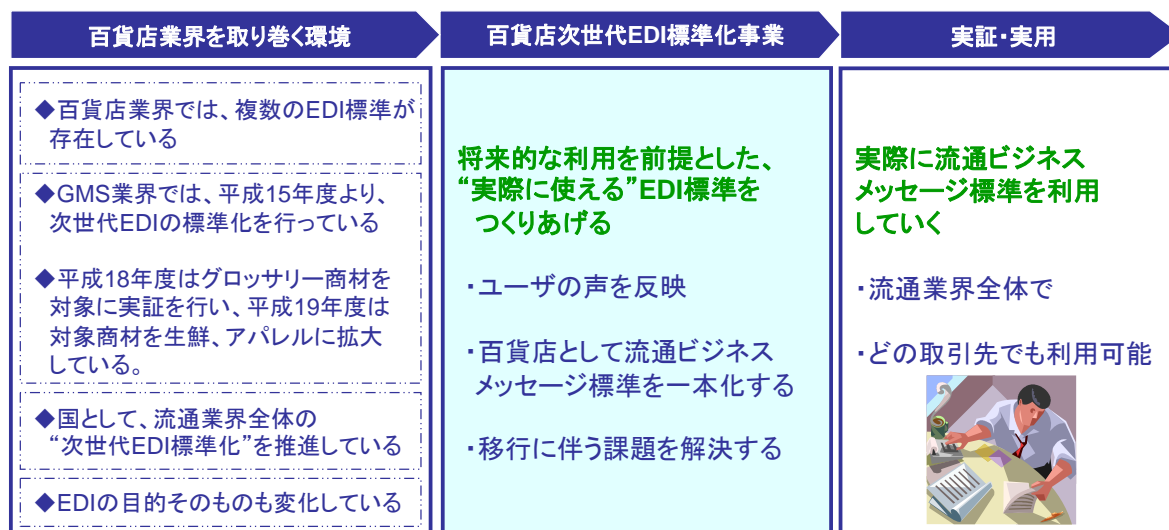 百貨店業界を取り巻く環境
◆百貨店業界では、複数のEDI標準が
存在している
◆GMS業界では、平成15年度より、
次世代EDIの標準化を行っている
◆平成18年度はグロッサリー商材を
対象に実証を行い、平成19年度は
対象商材を生鮮、アパレルに拡大
している。
◆国として、流通業界全体の
“次世代EDI標準化”を推進している
◆EDIの目的そのものも変化している
百貨店次世代EDI標準化事業
将来的な利用を前提とした、
“実際に使える”EDI標準を
つくりあげる
・ユーザの声を反映
・百貨店として流通ビジネス
メッセージ標準を一本化する
・移行に伴う課題を解決する
実証・実用
実際に流通ビジネス
メッセージ標準を利用
していく
・流通業界全体で
・どの取引先でも利用可能